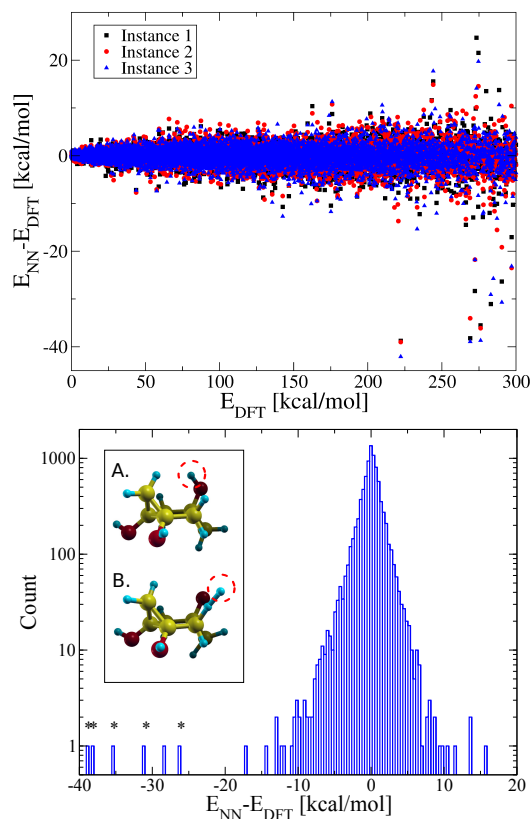 20
0
-20
-40
E_NN-E_DFT [kcal/mol]
Instance 1
Instance 2
Instance 3
0 50 100 150 200 250 300
E_DFT [kcal/mol]
1000
100
10
1
Count
A.
B.
* * * * *
-40 -30 -20 -10 0 10 20
E_NN-E_DFT [kcal/mol]